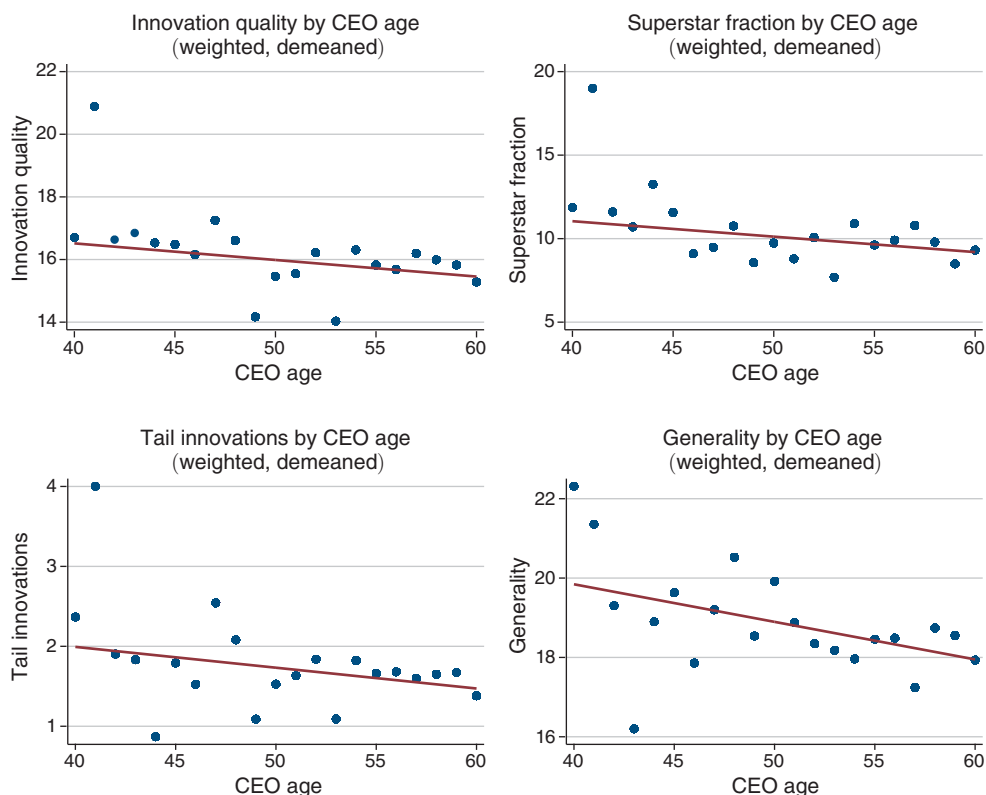 Innovation quality by CEO age
(weighted, demeaned)
Innovation quality
22
20
18
16
14
40 45 50 55 60
CEO age
Superstar fraction by CEO age
(weighted, demeaned)
Superstar fraction
20
15
10
5
40 45 50 55 60
CEO age
Tail innovations by CEO age
(weighted, demeaned)
Tail innovations
4
3
2
1
40 45 50 55 60
CEO age
Generality by CEO age
(weighted, demeaned)
Generality
22
20
18
16
40 45 50 55 60
CEO age